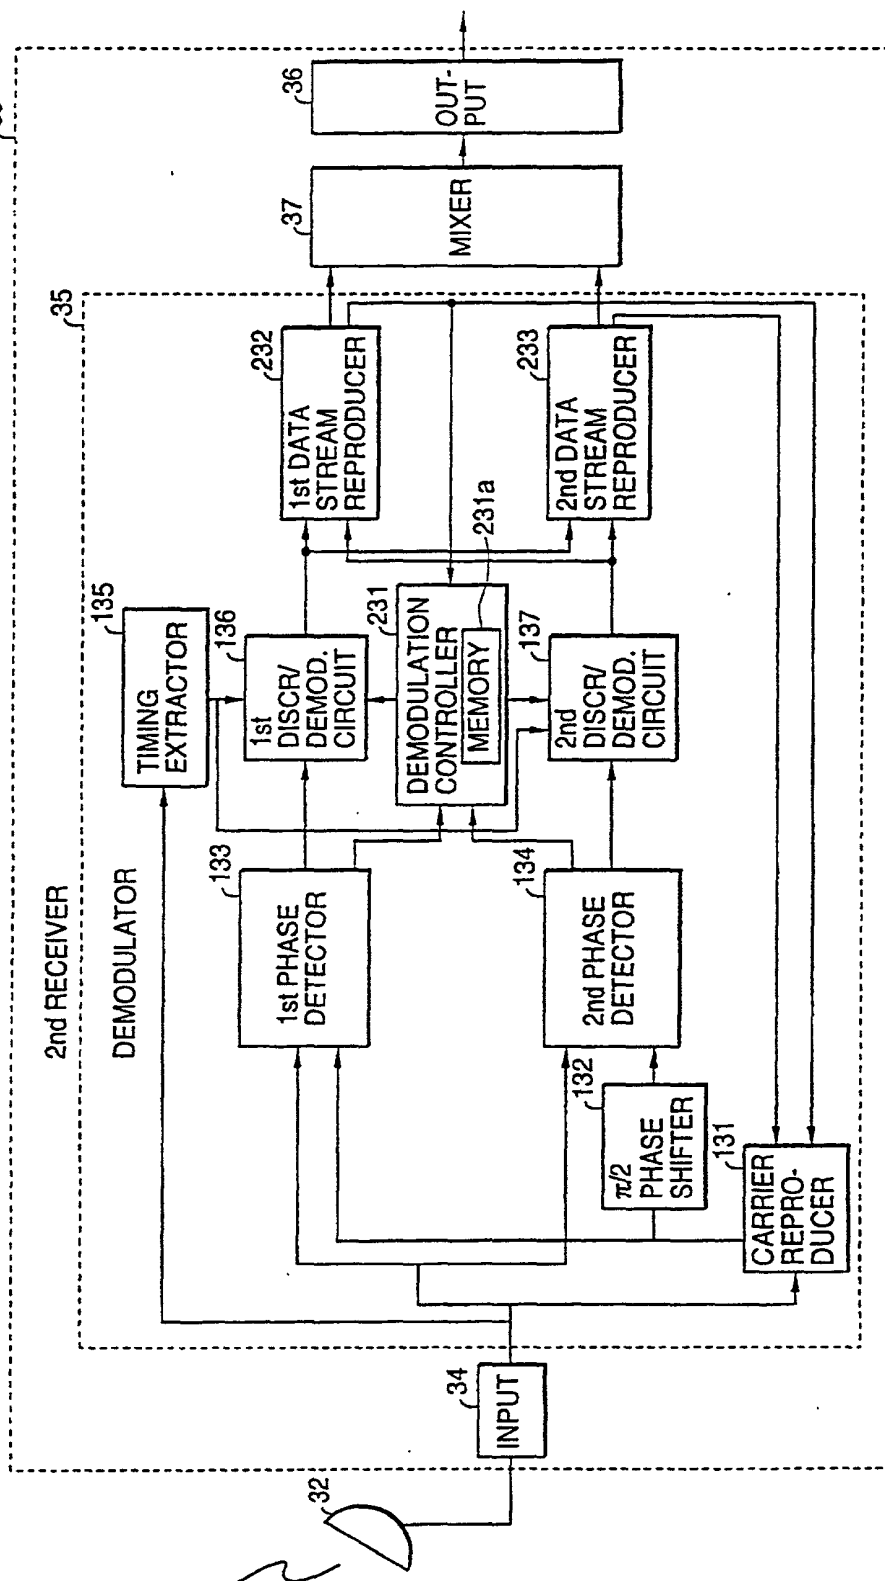 2nd RECEIVER
DEMODULATOR
35
32
34
INPUT
135
TIMING
EXTRACTOR
133
1st PHASE
DETECTOR
136
1st
DISCR/
DEMOD.
CIRCUIT
232
1st DATA
STREAM
REPRODUCER
231
DEMODULATION
CONTROLLER
MEMORY
231a
134
2nd PHASE
DETECTOR
137
2nd
DISCR/
DEMOD.
CIRCUIT
233
2nd DATA
STREAM
REPRODUCER
132
π/2
PHASE
SHIFTER
131
CARRIER
REPRO-
DUCER
37
MIXER
36
OUT-
PUT